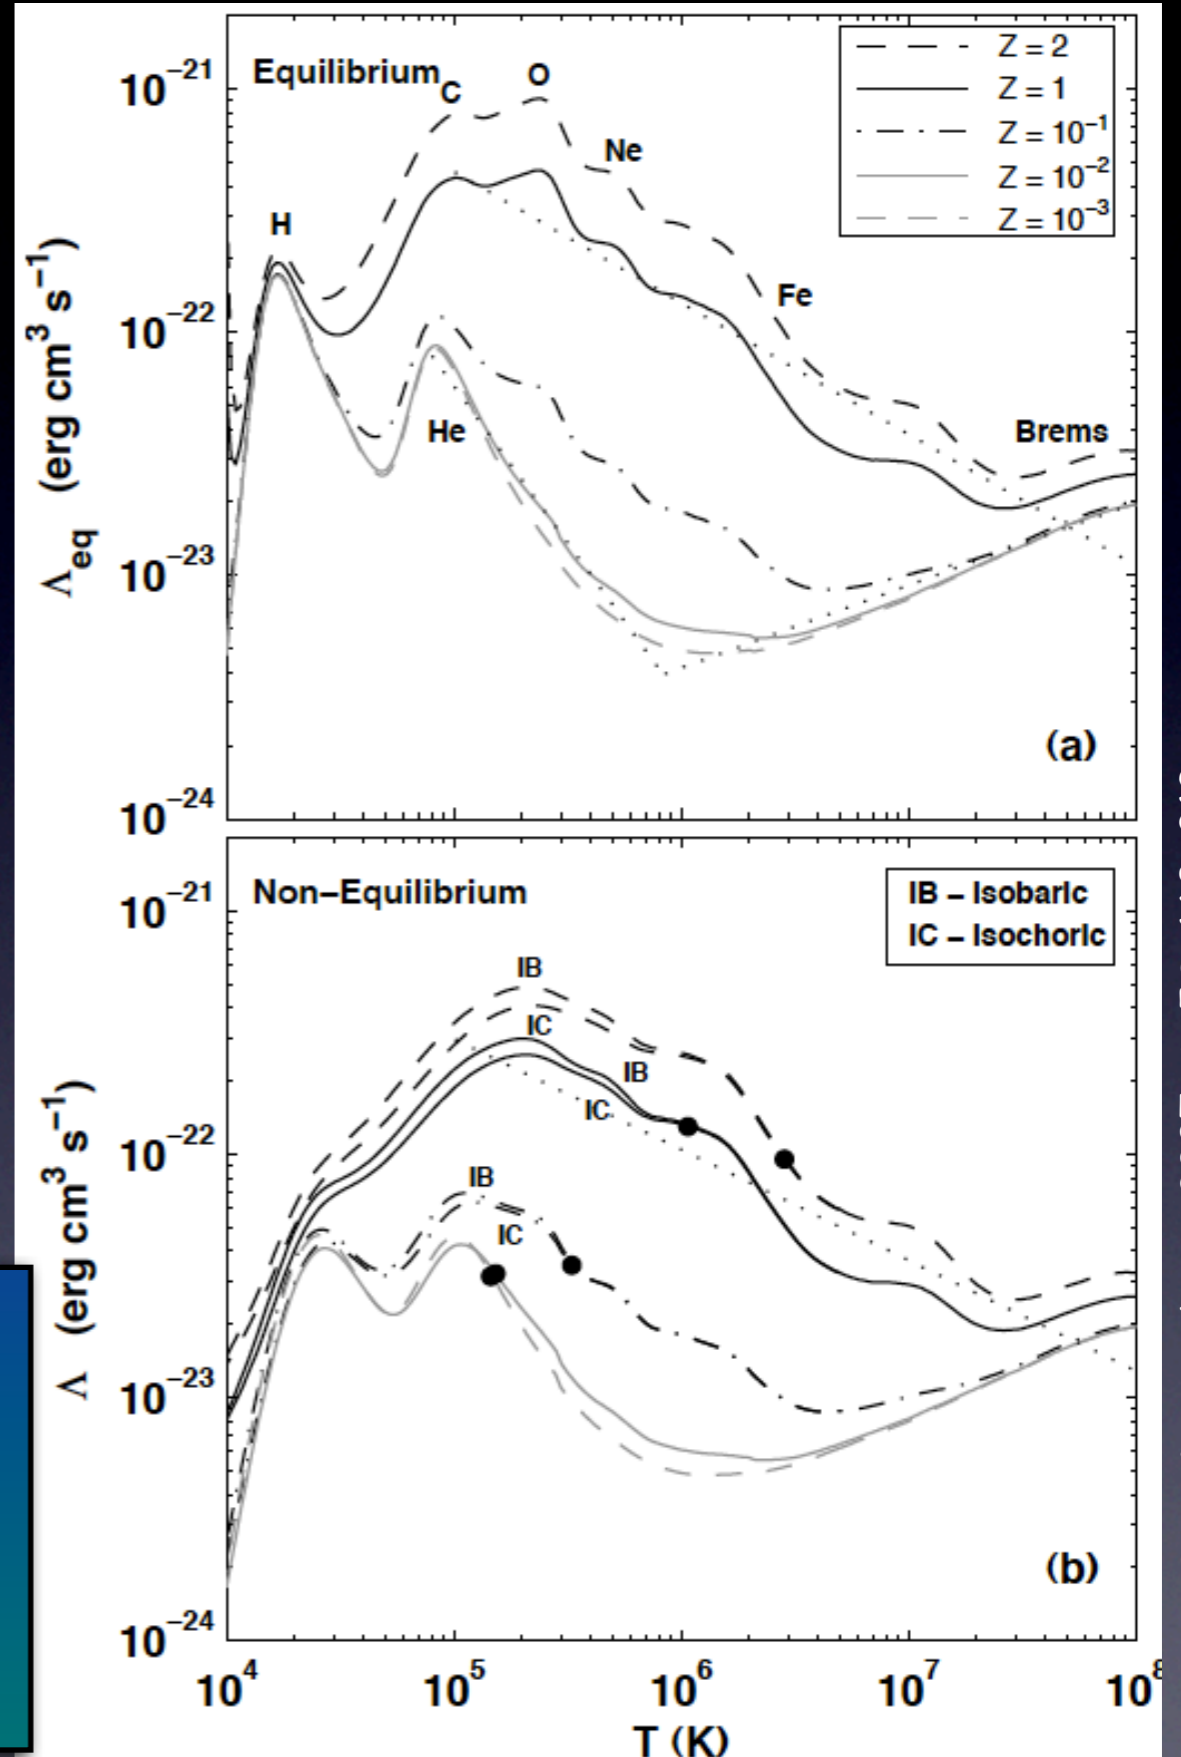 Equilibrium
C
O
H
Ne
Fe
He
Brems
Z = 2
Z = 1
Z = 10⁻¹
Z = 10⁻²
Z = 10⁻³
10⁻²¹
10⁻²²
10⁻²³
10⁻²⁴
Λeq (erg cm³ s⁻¹)
(a)
Non−Equilibrium
IB − Isobaric
IC − Isochoric
IB
IC
IB
IC
IB
IC
10⁻²¹
10⁻²²
10⁻²³
10⁻²⁴
Λ (erg cm³ s⁻¹)
(b)
10⁴
10⁵
10⁶
10⁷
10⁸
T (K)